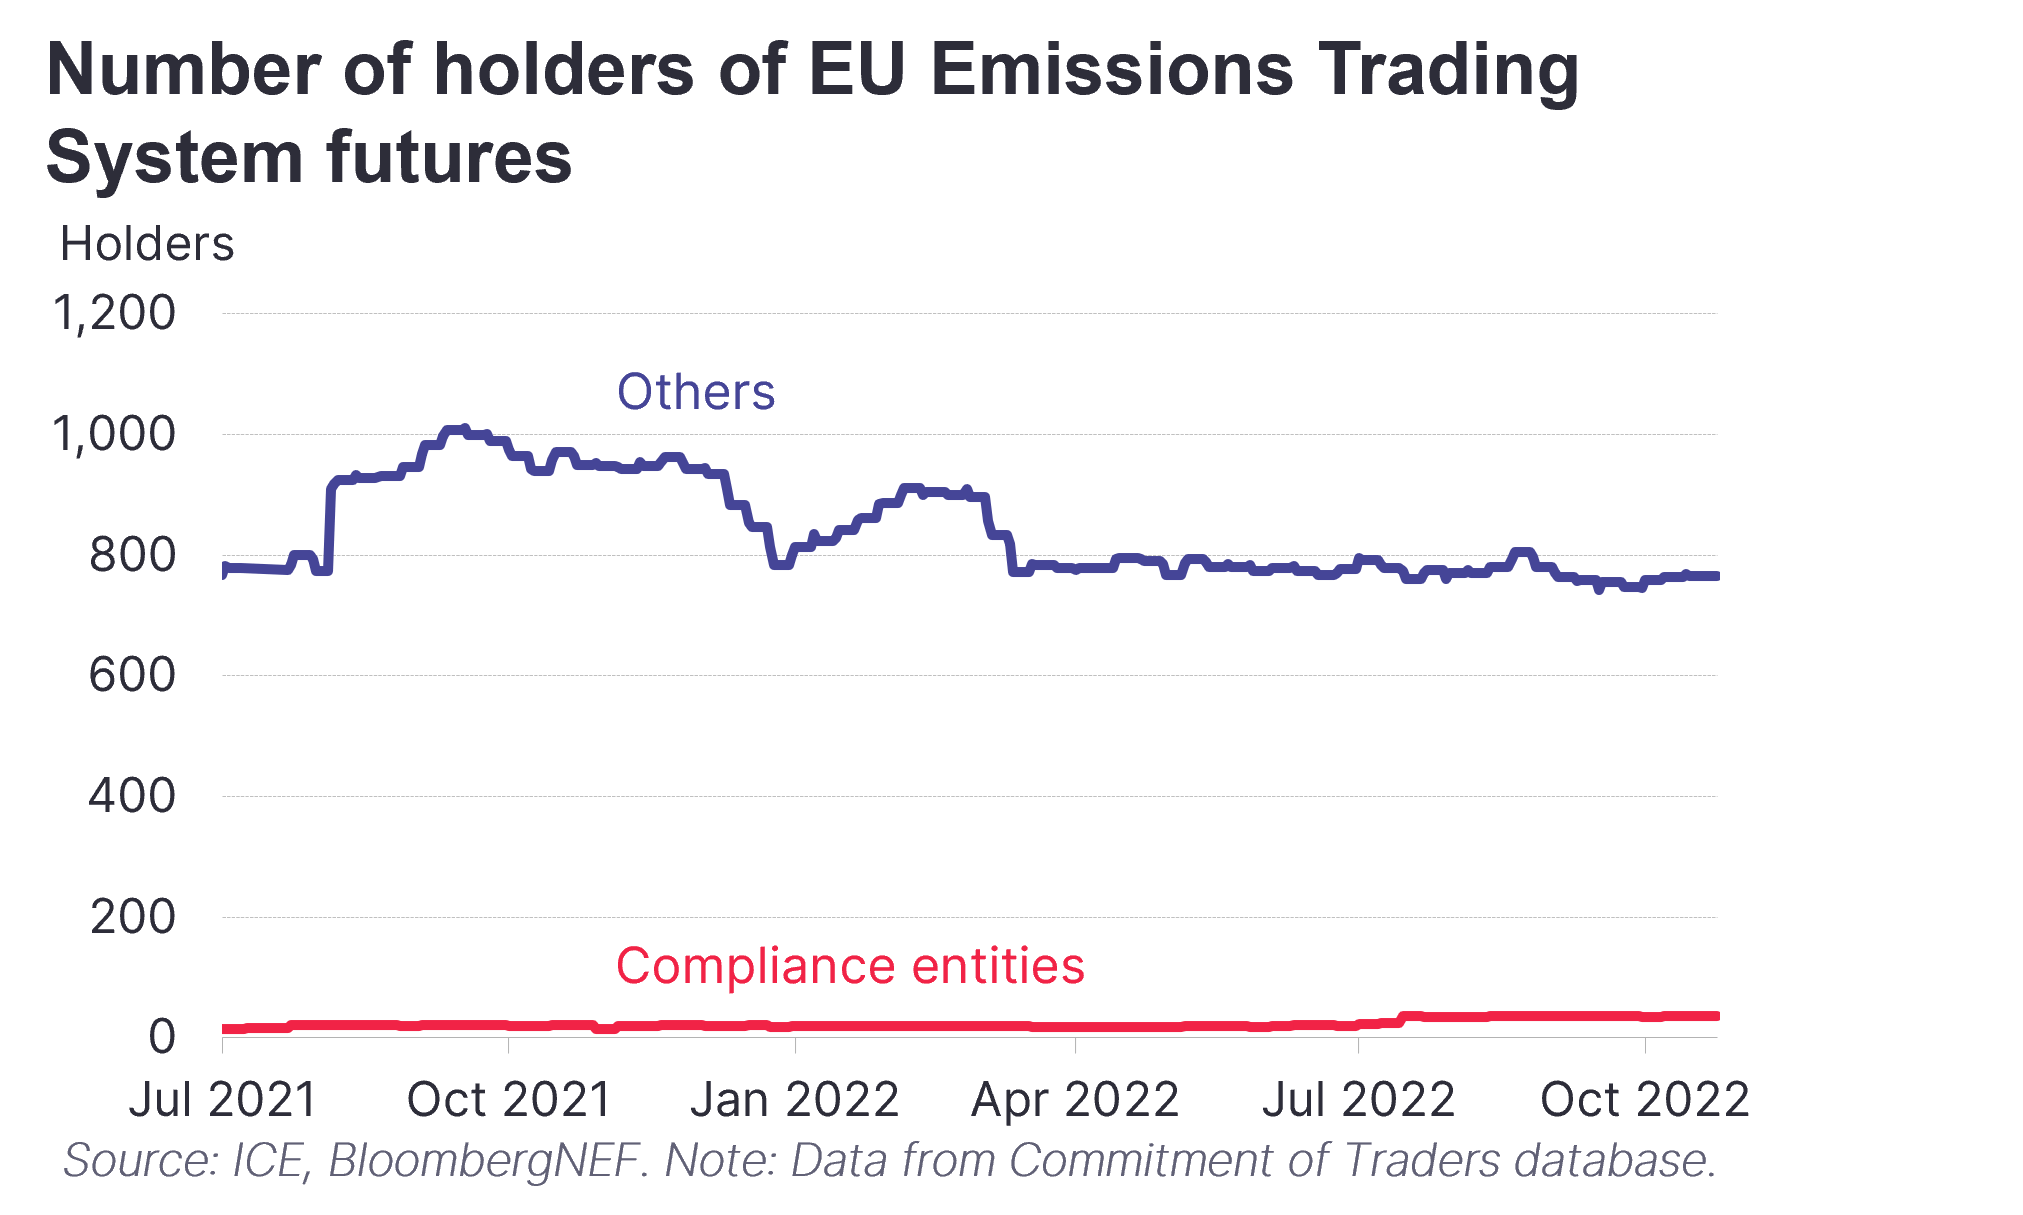 Number of holders of EU Emissions Trading
System futures
Holders
1,200
1,000
800
600
400
200
0
Others
Compliance entities
Jul 2021
Oct 2021
Jan 2022
Apr 2022
Jul 2022
Oct 2022
Source: ICE, BloombergNEF. Note: Data from Commitment of Traders database.